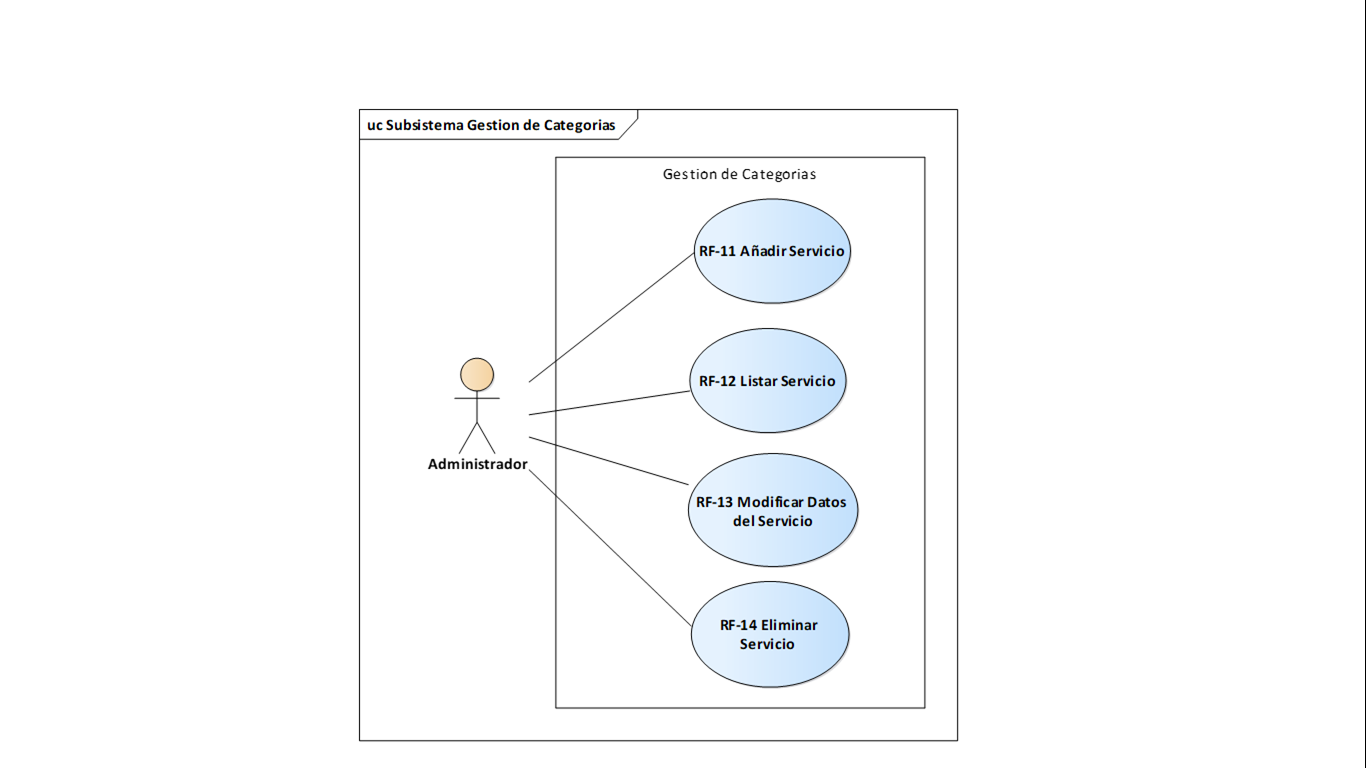 uc Subsistema Gestion de Categorias
Gestion de Categorias
RF-11 Añadir Servicio
RF-12 Listar Servicio
Administrador
RF-13 Modificar Datos
del Servicio
RF-14 Eliminar
Servicio